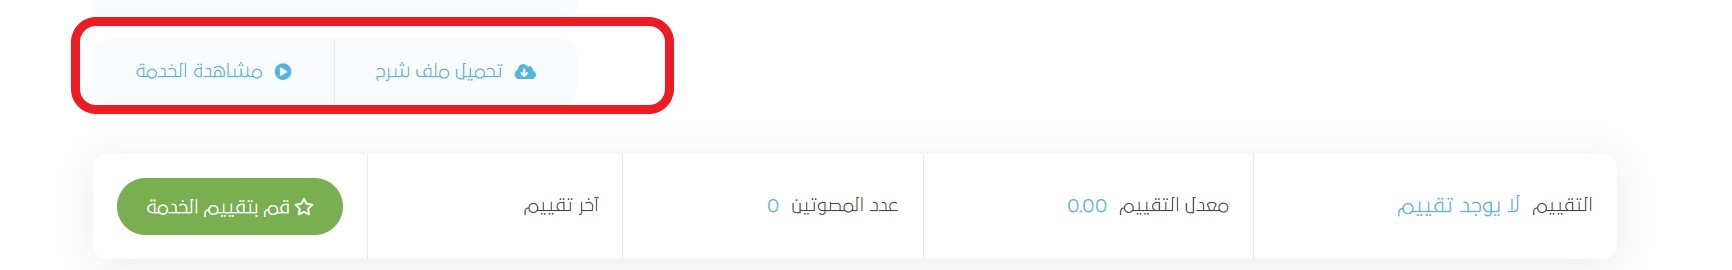 تحميل ملف شرح مشاهدة الخدمة
التقييم لا يوجد تقييم معدل التقييم 0.00 عدد المصوتين 0 آخر تقييم قم بتقييم الخدمة